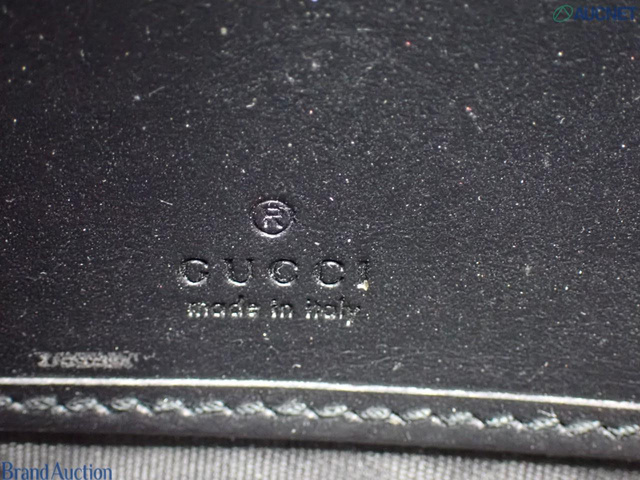 AUCNET
®
GUCCI
made in italy
Brand Auction